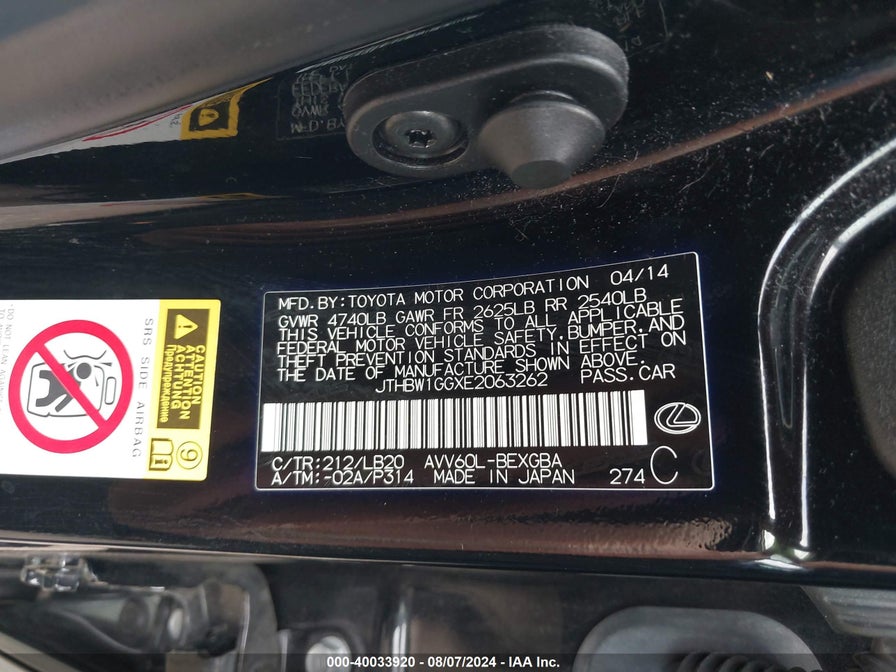 MFD. BY: TOYOTA MOTOR CORPORATION 04/14
GVWR 4740LB GAWR FR 2625LB RR 2540LB
THIS VEHICLE CONFORMS TO ALL APPLICABLE
FEDERAL MOTOR VEHICLE SAFETY, BUMPER, AND
THEFT PREVENTION STANDARDS IN EFFECT ON
THE DATE OF MANUFACTURE SHOWN ABOVE.
JTHBW1GGXE2063262 PASS.CAR
C/TR:212/LB20 AVV60L-BEXGBA
A/TM:-02A/P314 MADE IN JAPAN 274 C
CAUTION
ACHTUNG
Предупреждение
SRS SIDE AIRBAG
9
000-40033920 - 08/07/2024 - IAA Inc.